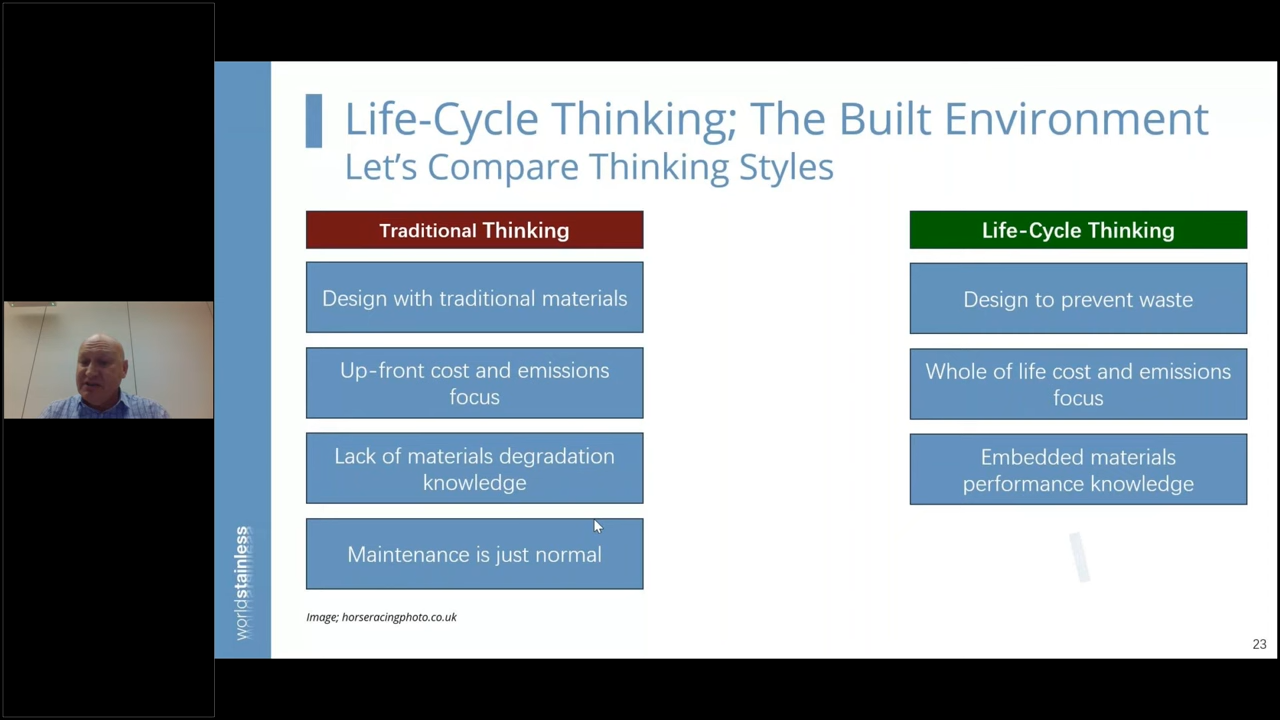 Life-Cycle Thinking; The Built Environment
Let's Compare Thinking Styles
Traditional Thinking
Design with traditional materials
Up-front cost and emissions
focus
Lack of materials degradation
knowledge
Maintenance is just normal
Life-Cycle Thinking
Design to prevent waste
Whole of life cost and emissions
focus
Embedded materials
performance knowledge
Image; horseracingphoto.co.uk
worldstainless
23